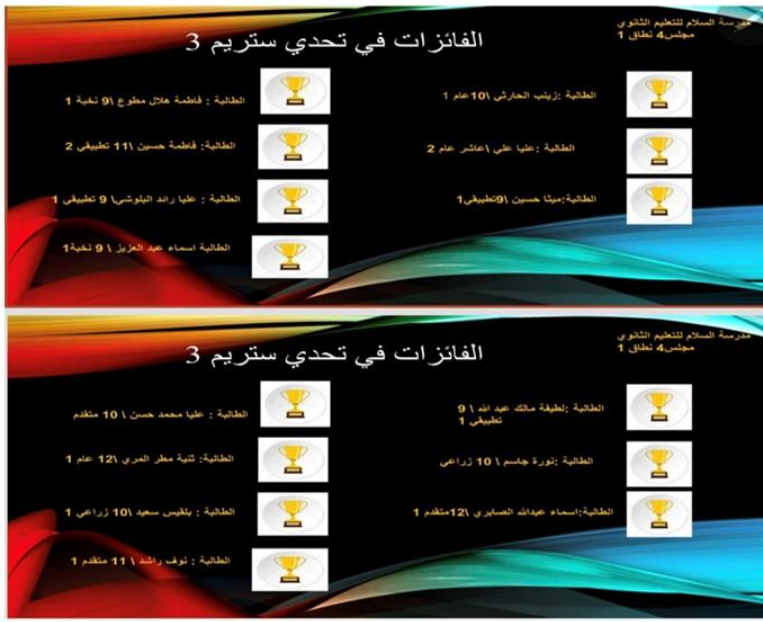 مدرسة السلام للتعليم الثانوي
مجلس4 نطاق 1
الفائزات في تحدي ستريم 3
الطالبة :زينب الحارثي \10عام 1
الطالبة :عليا علي \عاشر عام 2
الطالبة:ميثا حسين \9تطبيقي1
الطالبة : فاطمة هلال مطوع \9 نخبة 1
الطالبة: فاطمة حسين \11 تطبيقي 2
الطالبة : عليا رائد البلوشي\ 9 تطبيقي 1
الطالبة اسماء عبد العزيز \ 9 نخبة1
مدرسة السلام للتعليم الثانوي
مجلس4 نطاق 1
الفائزات في تحدي ستريم 3
الطالبة :لطيفة مالك عبد الله \ 9
تطبيقي 1
الطالبة :نورة جاسم \ 10 زراعي
الطالبة:اسماء عبدالله الصابري \12متقدم 1
الطالبة : عليا محمد حسن \ 10 متقدم
الطالبة: ثنية مطر المري \12 عام 1
الطالبة : بلقيس سعيد \10 زراعي 1
الطالبة : نوف راشد \ 11 متقدم 1